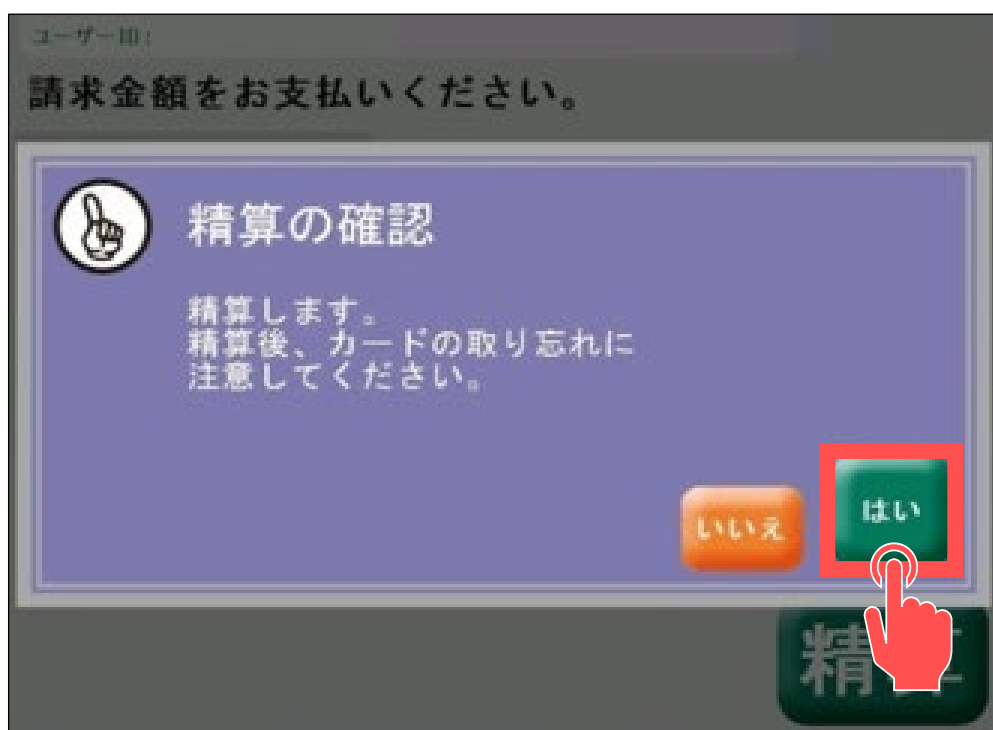 ユーザーID：
請求金額をお支払いください。
精算の確認
精算します。
精算後、カードの取り忘れに
注意してください。
いいえ
はい
精算